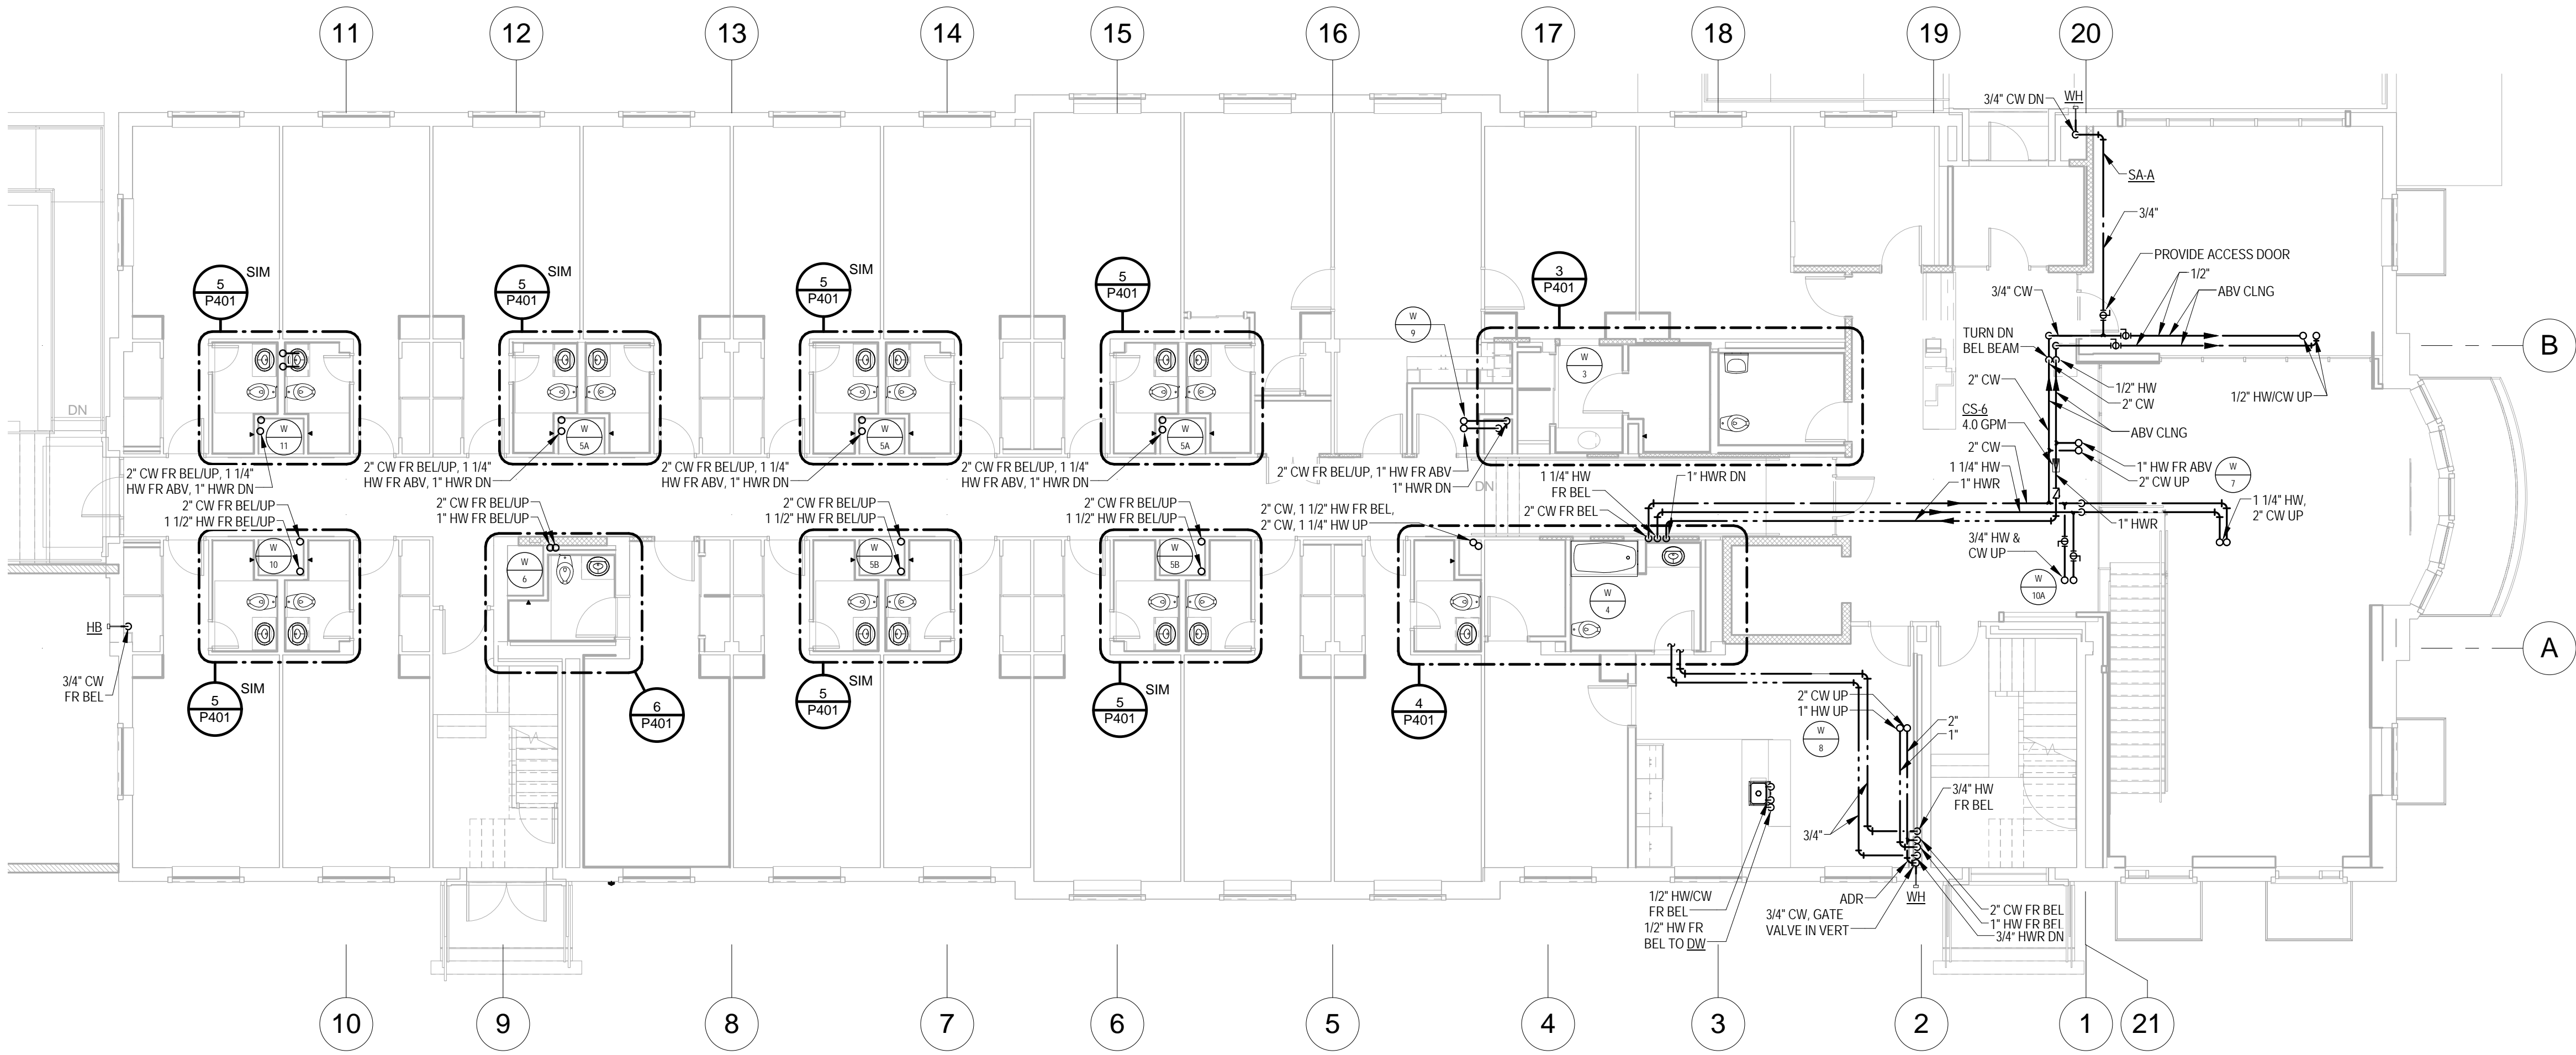 11
12
13
14
15
16
17
18
19
20
3/4" CW DN
WH
SA-A
3/4"
PROVIDE ACCESS DOOR
1/2"
3/4" CW
ABV CLNG
TURN DN
BEL BEAM
B
1/2" HW
2" CW
1/2" HW/CW UP
2" CW
CS-6
4.0 GPM
ABV CLNG
2" CW
1" HW FR ABV
2" CW UP
W
7
1 1/4" HW
1" HWR
1 1/4" HW,
2" CW UP
1" HWR
3/4" HW &
CW UP
W
10A
A
5
P401
SIM
5
P401
SIM
5
P401
SIM
5
P401
3
P401
W
9
W
3
DN
W
11
W
5A
W
5A
W
5A
2" CW FR BEL/UP, 1 1/4"
HW FR ABV, 1" HWR DN
2" CW FR BEL/UP, 1 1/4"
HW FR ABV, 1" HWR DN
2" CW FR BEL/UP, 1 1/4"
HW FR ABV, 1" HWR DN
2" CW FR BEL/UP, 1 1/4"
HW FR ABV, 1" HWR DN
2" CW FR BEL/UP, 1" HW FR ABV
1" HWR DN
DN
2" CW FR BEL/UP
1 1/2" HW FR BEL/UP
2" CW FR BEL/UP
1" HW FR BEL/UP
2" CW FR BEL/UP
1 1/2" HW FR BEL/UP
2" CW FR BEL/UP
1 1/2" HW FR BEL/UP
2" CW, 1 1/2" HW FR BEL,
2" CW, 1 1/4" HW UP
1 1/4" HW
FR BEL
2" CW FR BEL
1" HWR DN
W
10
W
6
W
5B
W
5B
W
4
HB
3/4" CW
FR BEL
5
P401
SIM
6
P401
5
P401
SIM
5
P401
SIM
4
P401
2" CW UP
1" HW UP
W
8
2"
1"
3/4" HW
FR BEL
3/4"
1/2" HW/CW
FR BEL
1/2" HW FR
BEL TO DW
ADR
3/4" CW, GATE
VALVE IN VERT
WH
2" CW FR BEL
1" HW FR BEL
3/4" HWR DN
10
9
8
7
6
5
4
3
2
1
21